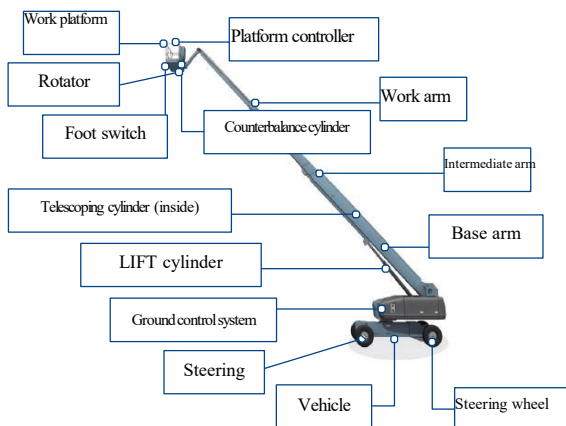 Work platform
Platform controller
Rotator
Work arm
Foot switch
Counterbalance cylinder
Intermediate arm
Telescoping cylinder (inside)
Base arm
LIFT cylinder
Ground control system
Steering
Vehicle
Steering wheel